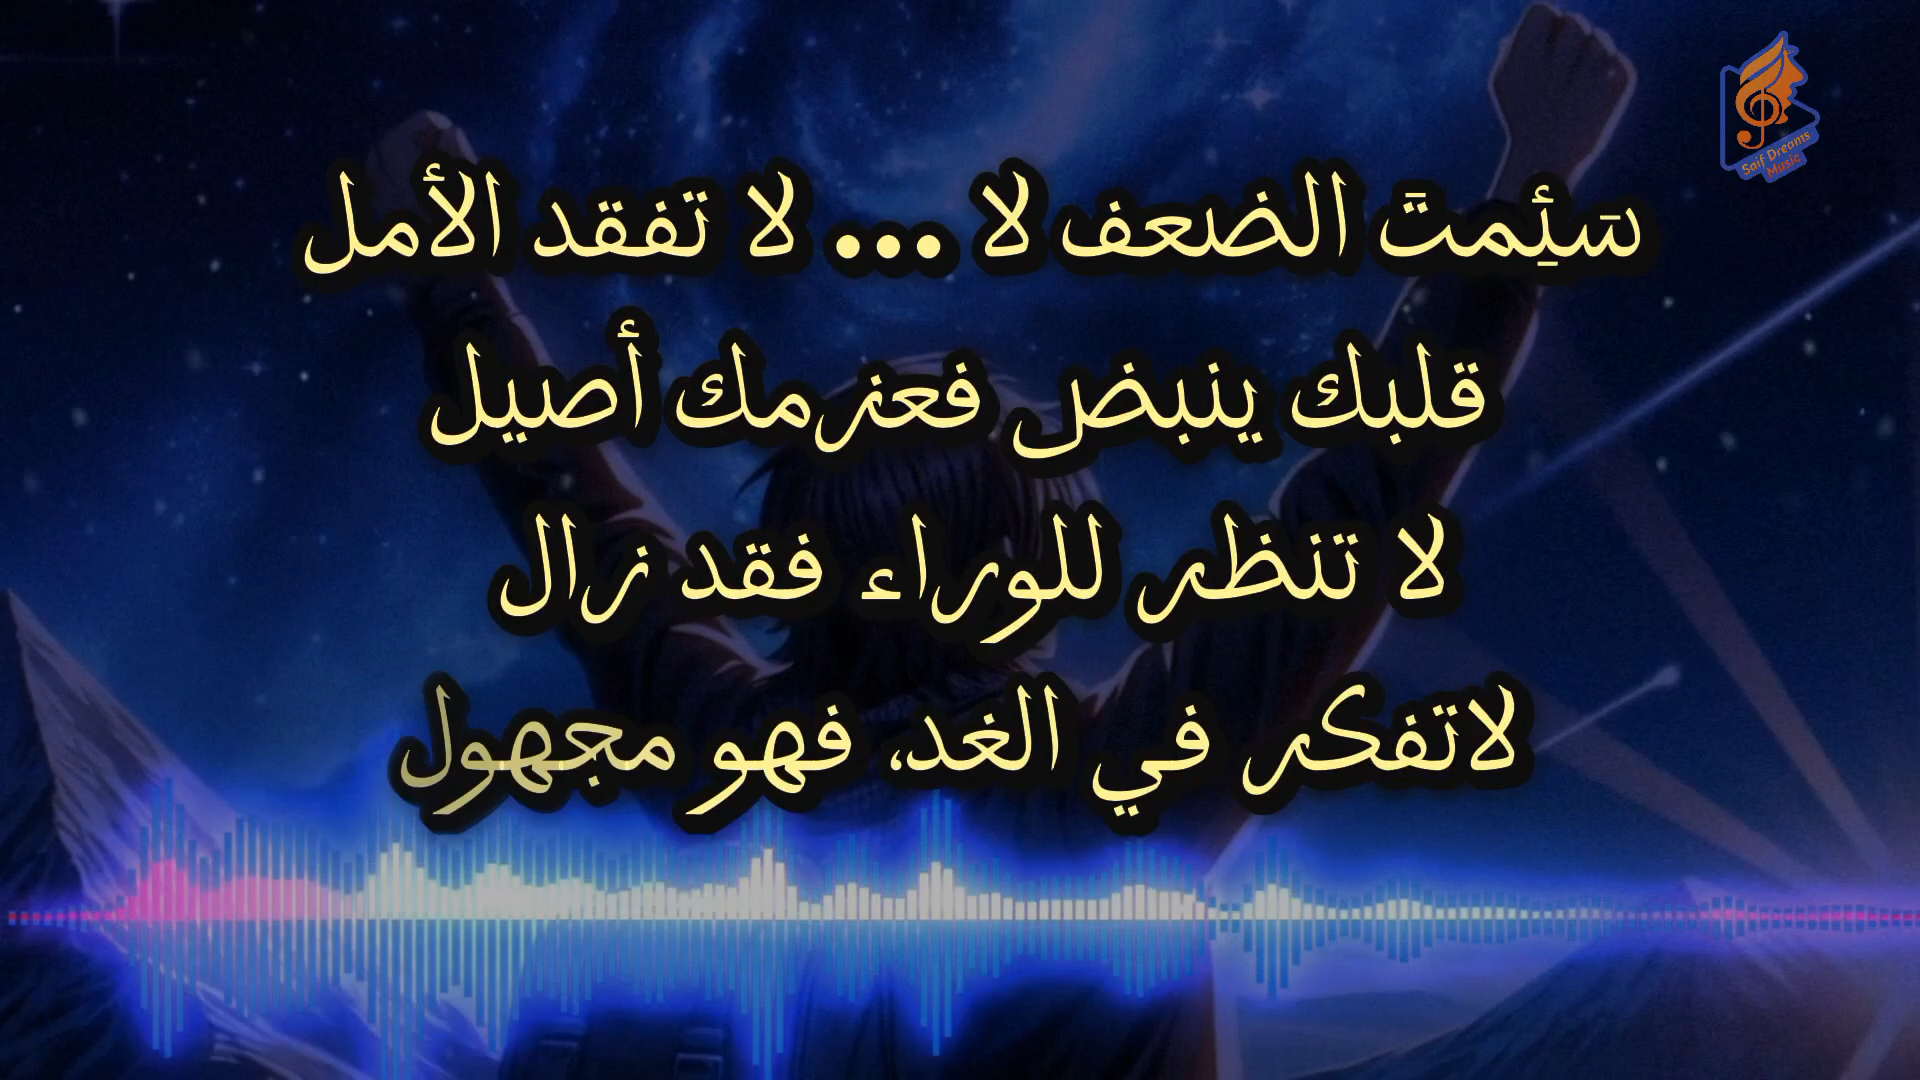 سَئِمتَ الضعف لا ... لا تفقد الأمل
قلبك ينبض فعزمك أصيل
لا تنظر للوراء فقد زال
لاتفكر في الغد، فهو مجهول
Saif Dreams
Music